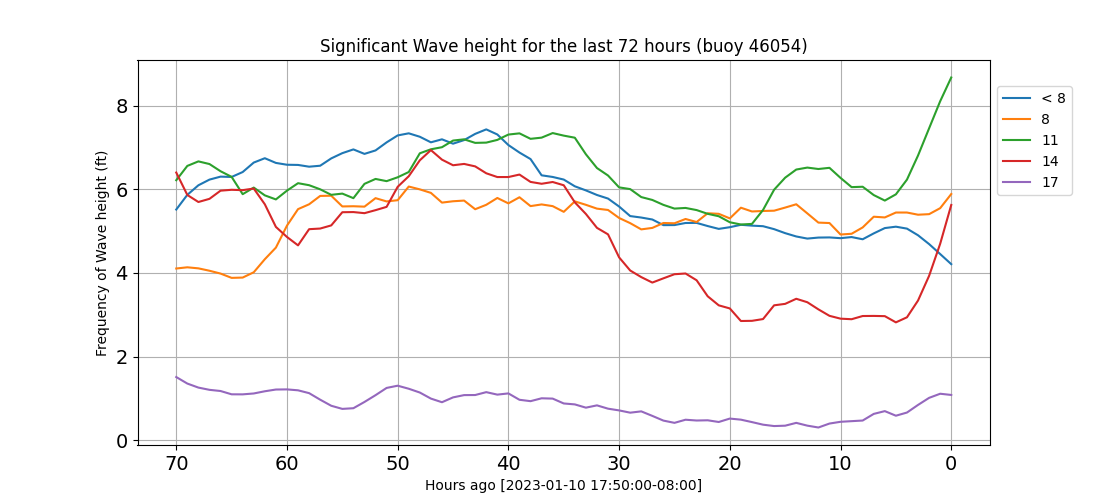 Significant Wave height for the last 72 hours (buoy 46054)
Frequency of Wave height (ft)
8
6
4
2
0
70 60 50 40 30 20 10 0
Hours ago [2023-01-10 17:50:00-08:00]
< 8
8
11
14
17